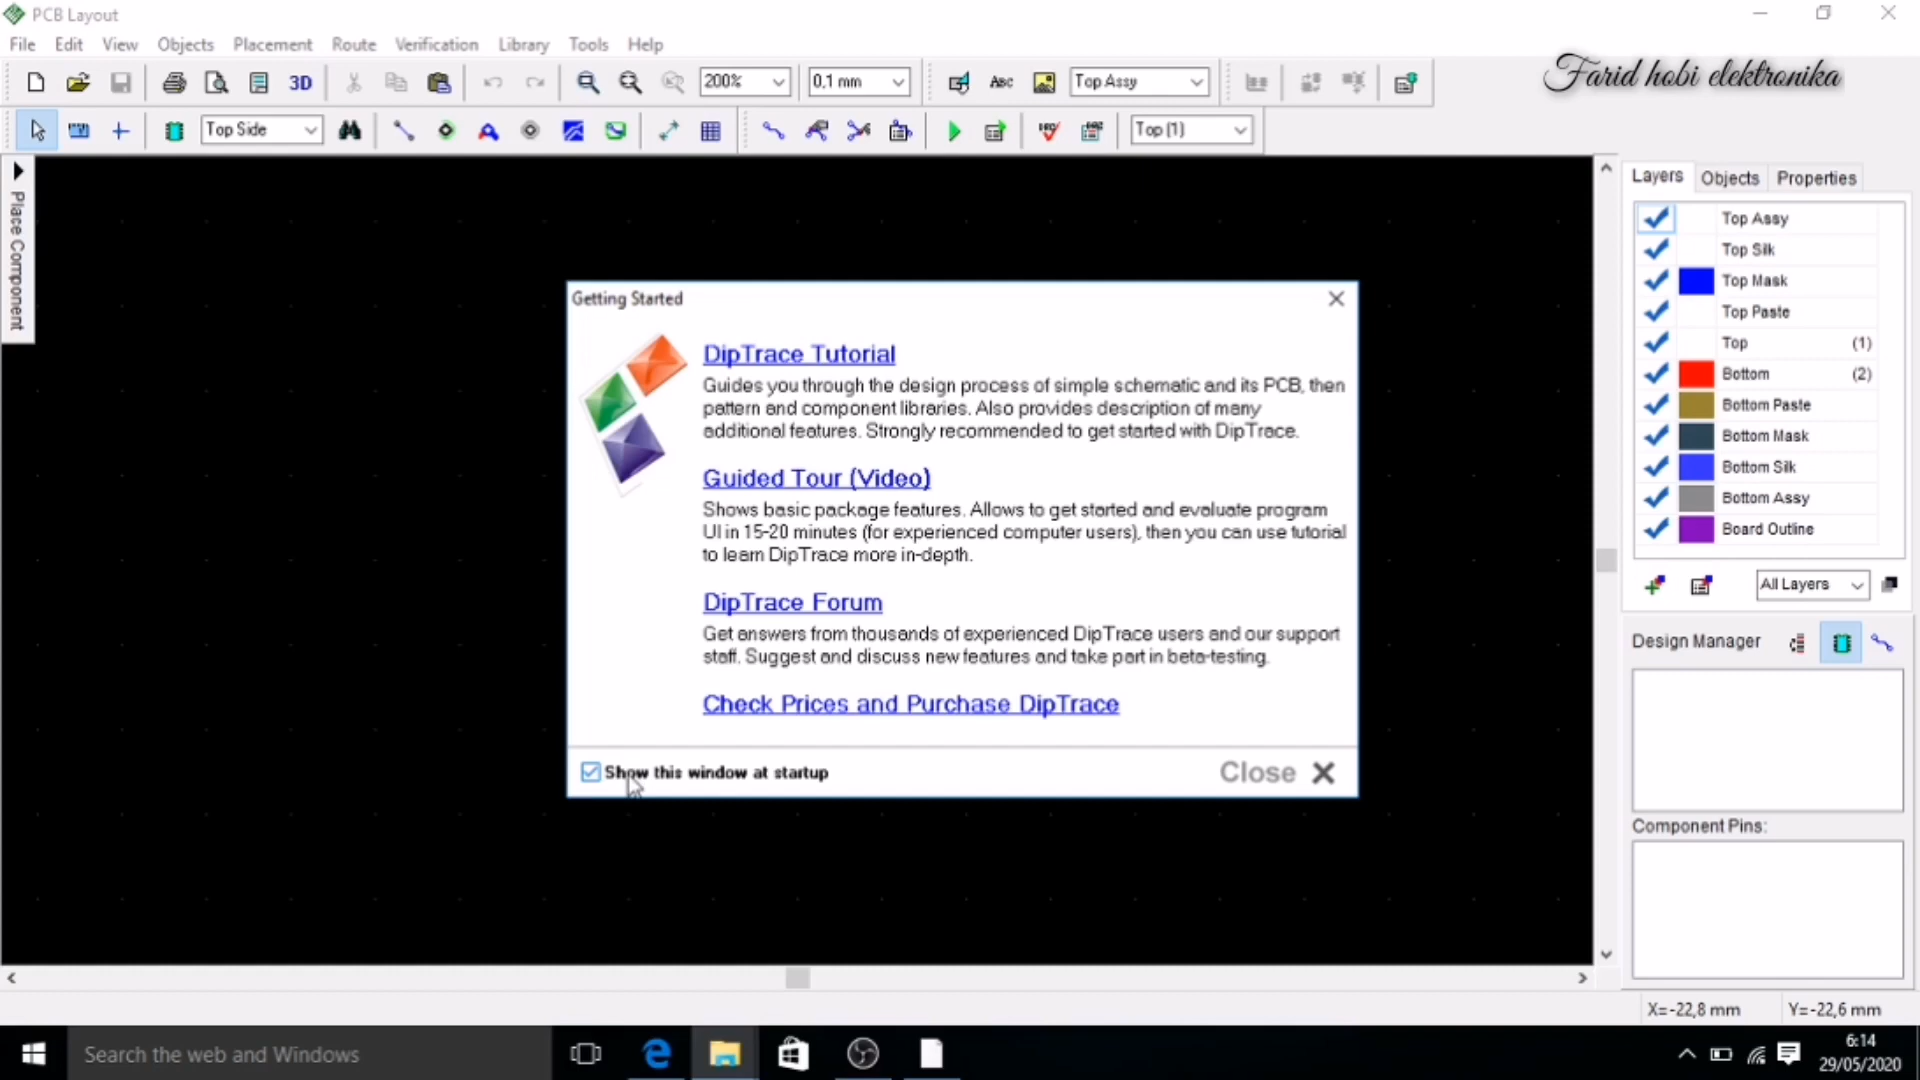 PCB Layout
File Edit View Objects Placement Route Verification Library Tools Help
Farid hobi elektronika
3D 200% 0,1 mm Abc Top Assy
Top Side Top (1)
Place Component
Layers Objects Properties
Top Assy
Top Silk
Top Mask
Top Paste
Top (1)
Bottom (2)
Bottom Paste
Bottom Mask
Bottom Silk
Bottom Assy
Board Outline
All Layers
Design Manager
Component Pins:
Getting Started
DipTrace Tutorial
Guides you through the design process of simple schematic and its PCB, then
pattern and component libraries. Also provides description of many
additional features. Strongly recommended to get started with DipTrace.
Guided Tour (Video)
Shows basic package features. Allows to get started and evaluate program
UI in 15-20 minutes (for experienced computer users), then you can use tutorial
to learn DipTrace more in-depth.
DipTrace Forum
Get answers from thousands of experienced DipTrace users and our support
staff. Suggest and discuss new features and take part in beta-testing.
Check Prices and Purchase DipTrace
Show this window at startup
Close
X=-22,8 mm Y=-22,6 mm
Search the web and Windows
6:14
29/05/2020